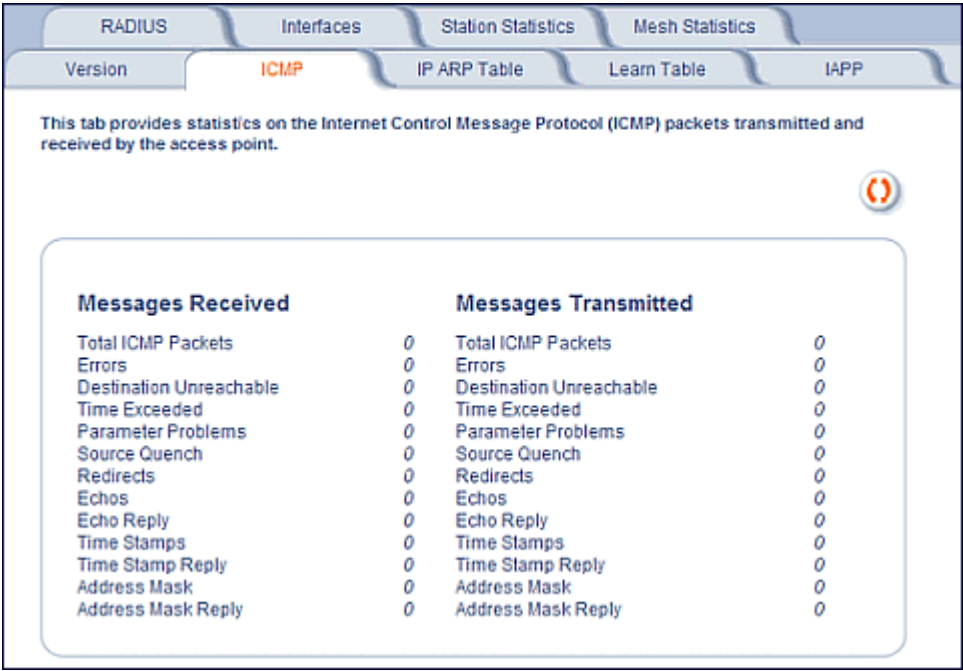 RADIUS Interfaces Station Statistics Mesh Statistics
Version ICMP IP ARP Table Learn Table IAPP
This tab provides statistics on the Internet Control Message Protocol (ICMP) packets transmitted and
received by the access point.
Messages Received Messages Transmitted
Total ICMP Packets 0 Total ICMP Packets 0
Errors 0 Errors 0
Destination Unreachable 0 Destination Unreachable 0
Time Exceeded 0 Time Exceeded 0
Parameter Problems 0 Parameter Problems 0
Source Quench 0 Source Quench 0
Redirects 0 Redirects 0
Echos 0 Echos 0
Echo Reply 0 Echo Reply 0
Time Stamps 0 Time Stamps 0
Time Stamp Reply 0 Time Stamp Reply 0
Address Mask 0 Address Mask 0
Address Mask Reply 0 Address Mask Reply 0